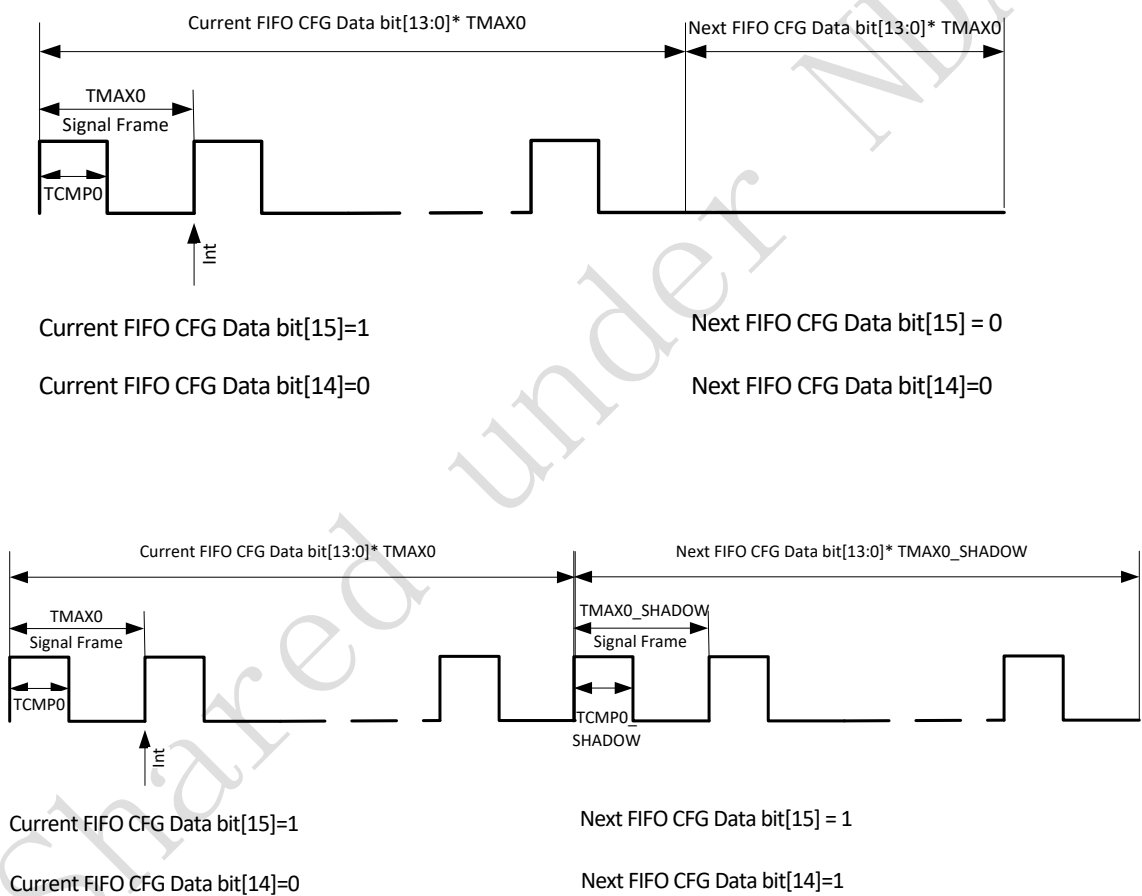 Current FIFO CFG Data bit[13:0]* TMAX0
Next FIFO CFG Data bit[13:0]* TMAX0
TMAX0
Signal Frame
TCMP0
Int
Current FIFO CFG Data bit[15]=1
Next FIFO CFG Data bit[15] = 0
Current FIFO CFG Data bit[14]=0
Next FIFO CFG Data bit[14]=0
Current FIFO CFG Data bit[13:0]* TMAX0
Next FIFO CFG Data bit[13:0]* TMAX0_SHADOW
TMAX0
Signal Frame
TMAX0_SHADOW
Signal Frame
TCMP0
TCMP0_
SHADOW
Int
Current FIFO CFG Data bit[15]=1
Next FIFO CFG Data bit[15] = 1
Current FIFO CFG Data bit[14]=0
Next FIFO CFG Data bit[14]=1
Shared under